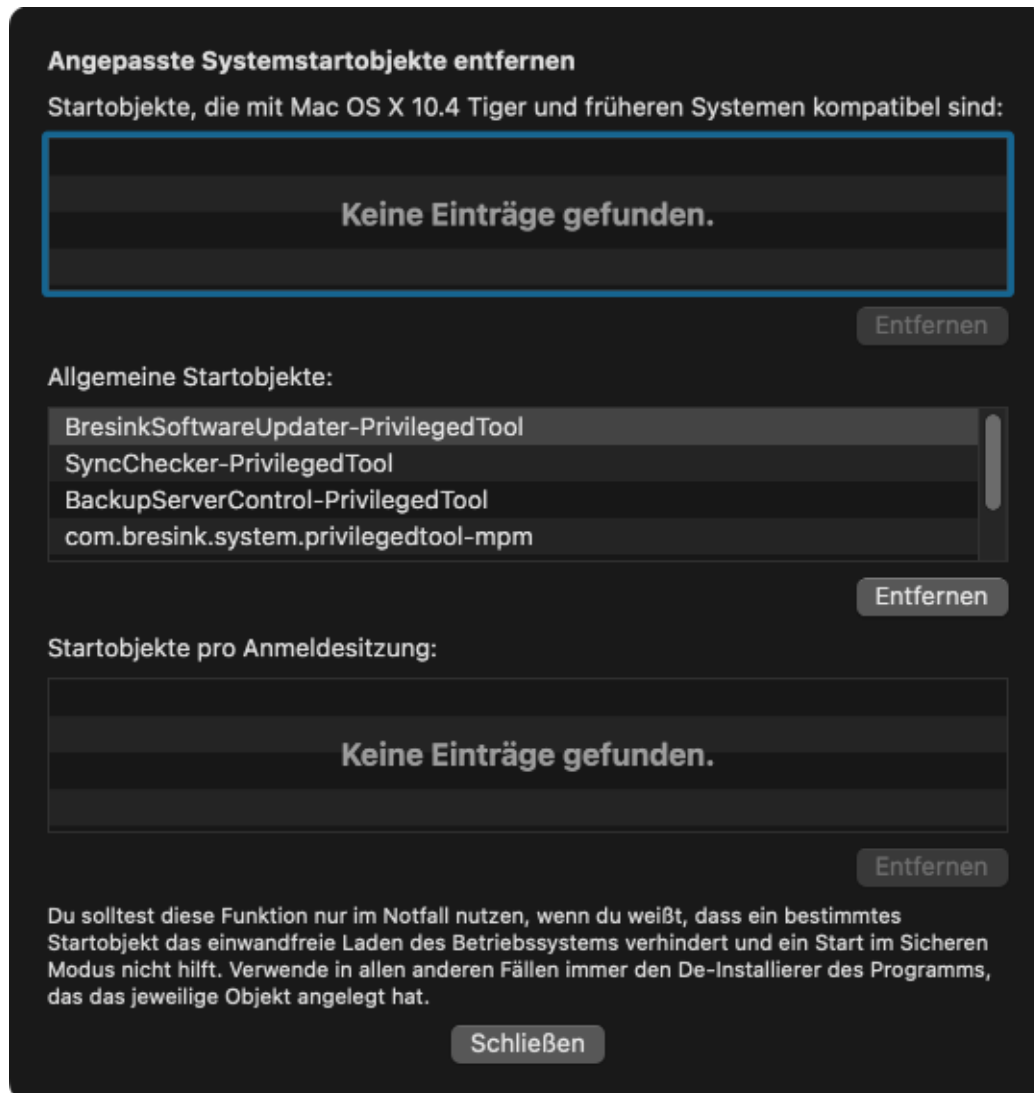 Angepasste Systemstartobjekte entfernen
Startobjekte, die mit Mac OS X 10.4 Tiger und früheren Systemen kompatibel sind:
Keine Einträge gefunden.
Entfernen
Allgemeine Startobjekte:
BresinkSoftwareUpdater-PrivilegedTool
SyncChecker-PrivilegedTool
BackupServerControl-PrivilegedTool
com.bresink.system.privilegedtool-mpm
Entfernen
Startobjekte pro Anmeldesitzung:
Keine Einträge gefunden.
Entfernen
Du solltest diese Funktion nur im Notfall nutzen, wenn du weißt, dass ein bestimmtes
Startobjekt das einwandfreie Laden des Betriebssystems verhindert und ein Start im Sicheren
Modus nicht hilft. Verwende in allen anderen Fällen immer den De-Installierer des Programms,
das das jeweilige Objekt angelegt hat.
Schließen